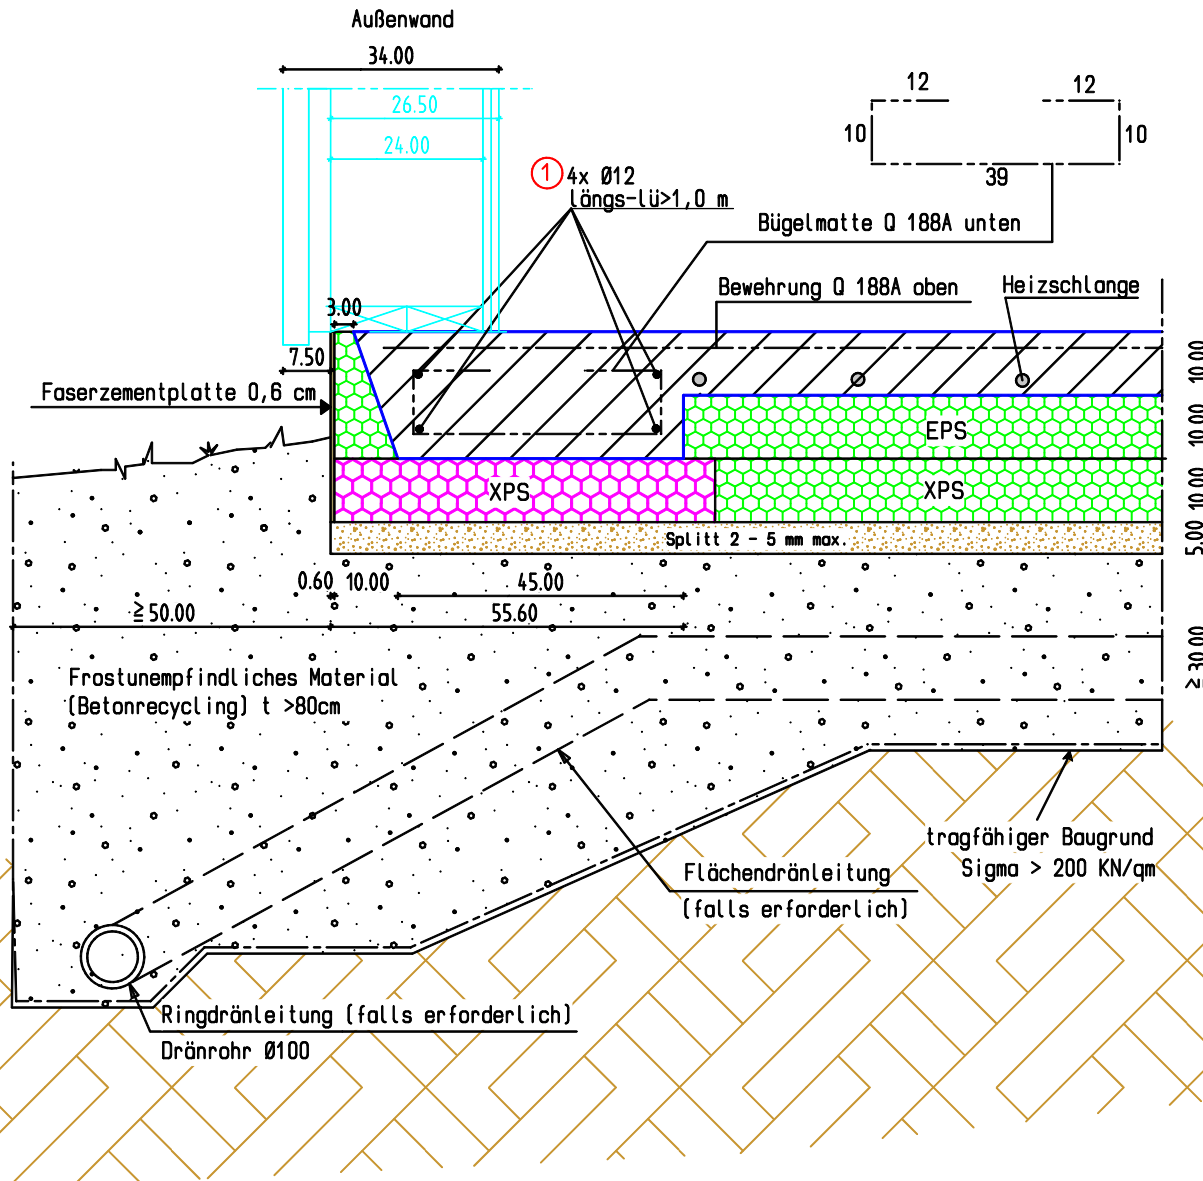 Außenwand
34.00
26.50
24.00
12
12
10
10
39
1
4x Ø12
längs-lü>1,0 m
Bügelmatte Q 188A unten
Bewehrung Q 188A oben
Heizschlange
3.00
7.50
Faserzementplatte 0,6 cm
10.00
EPS
10.00
XPS
XPS
10.00
Splitt 2 - 5 mm max.
5.00
0.60
10.00
45.00
≥50.00
55.60
≥30.00
Frostunempfindliches Material
(Betonrecycling) t >80cm
tragfähiger Baugrund
Sigma > 200 KN/qm
Flächendränleitung
(falls erforderlich)
Ringdränleitung (falls erforderlich)
Dränrohr Ø100